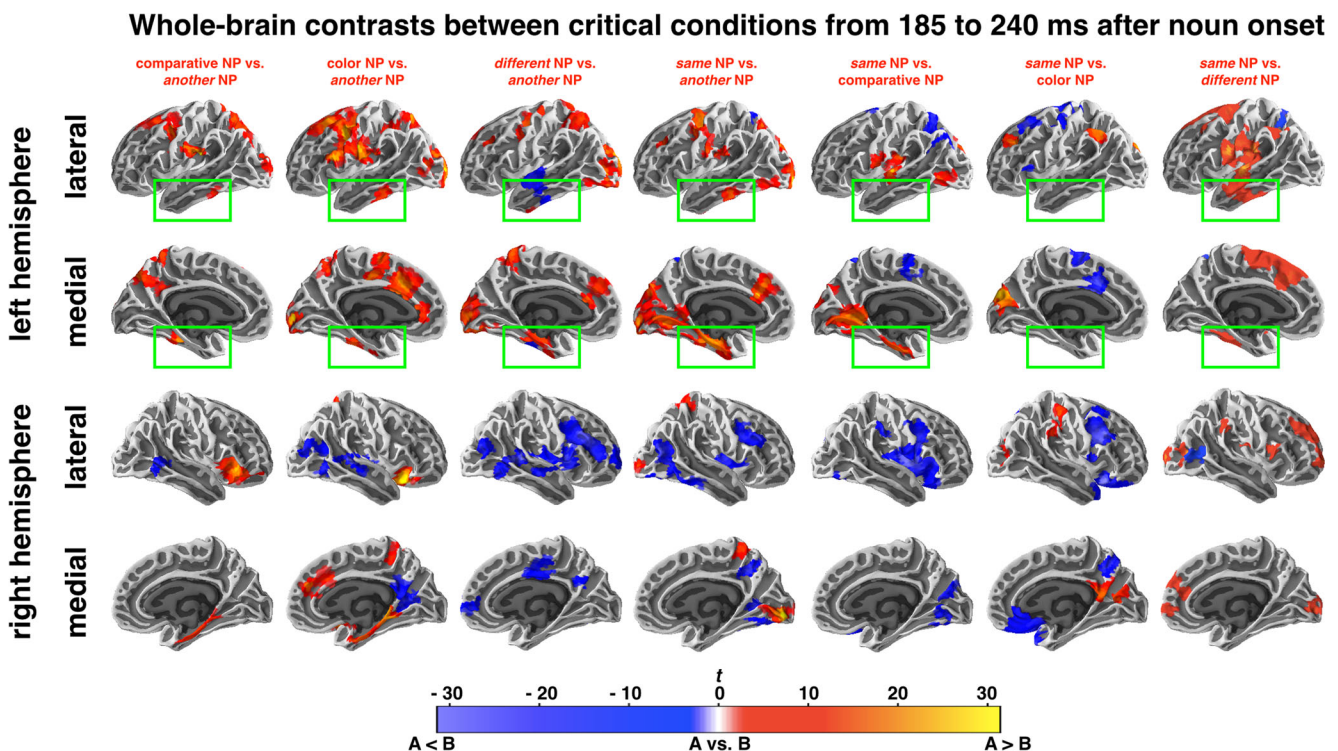 Whole-brain contrasts between critical conditions from 185 to 240 ms after noun onset
comparative NP vs. another NP
color NP vs. another NP
different NP vs. another NP
same NP vs. another NP
same NP vs. comparative NP
same NP vs. color NP
same NP vs. different NP
left hemisphere
lateral
medial
right hemisphere
lateral
medial
t
- 30 - 20 - 10 0 10 20 30
A < B A vs. B A > B